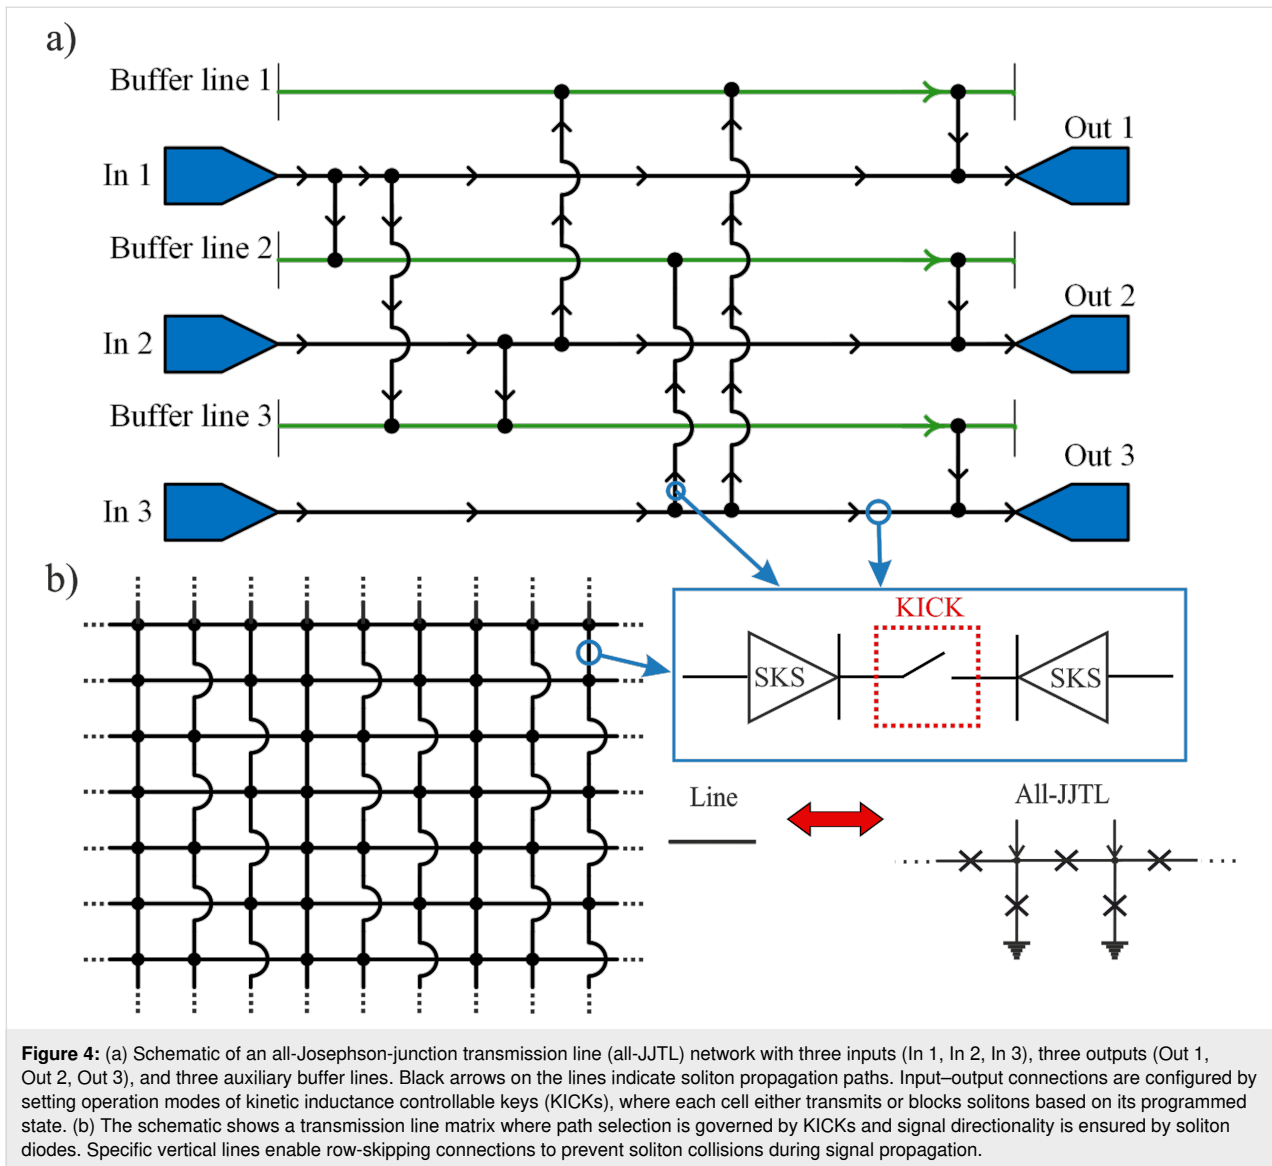 a)
Buffer line 1
Out 1
In 1
Buffer line 2
Out 2
In 2
Buffer line 3
Out 3
In 3
b)
KICK
SKS
SKS
Line
All-JJTL
Figure 4: (a) Schematic of an all-Josephson-junction transmission line (all-JJTL) network with three inputs (In 1, In 2, In 3), three outputs (Out 1,
Out 2, Out 3), and three auxiliary buffer lines. Black arrows on the lines indicate soliton propagation paths. Input–output connections are configured by
setting operation modes of kinetic inductance controllable keys (KICKs), where each cell either transmits or blocks solitons based on its programmed
state. (b) The schematic shows a transmission line matrix where path selection is governed by KICKs and signal directionality is ensured by soliton
diodes. Specific vertical lines enable row-skipping connections to prevent soliton collisions during signal propagation.